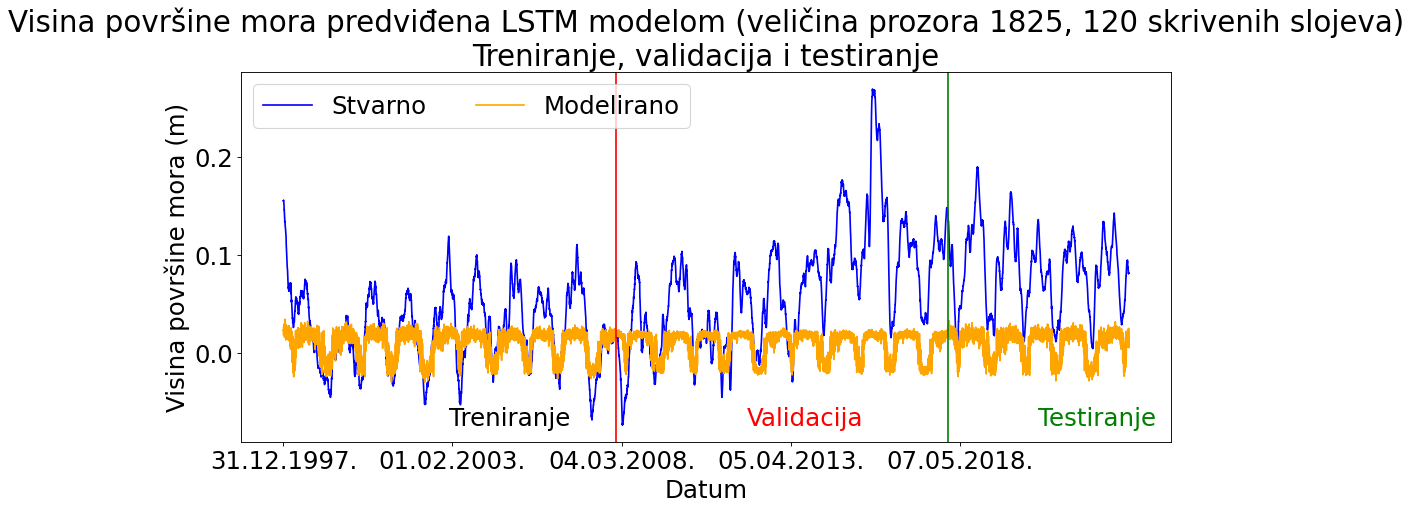 Visina površine mora predviđena LSTM modelom (veličina prozora 1825, 120 skrivenih slojeva)
Treniranje, validacija i testiranje
Stvarno
Modelirano
Visina površine mora (m)
0.2
0.1
0.0
Treniranje
Validacija
Testiranje
31.12.1997.
01.02.2003.
04.03.2008.
05.04.2013.
07.05.2018.
Datum